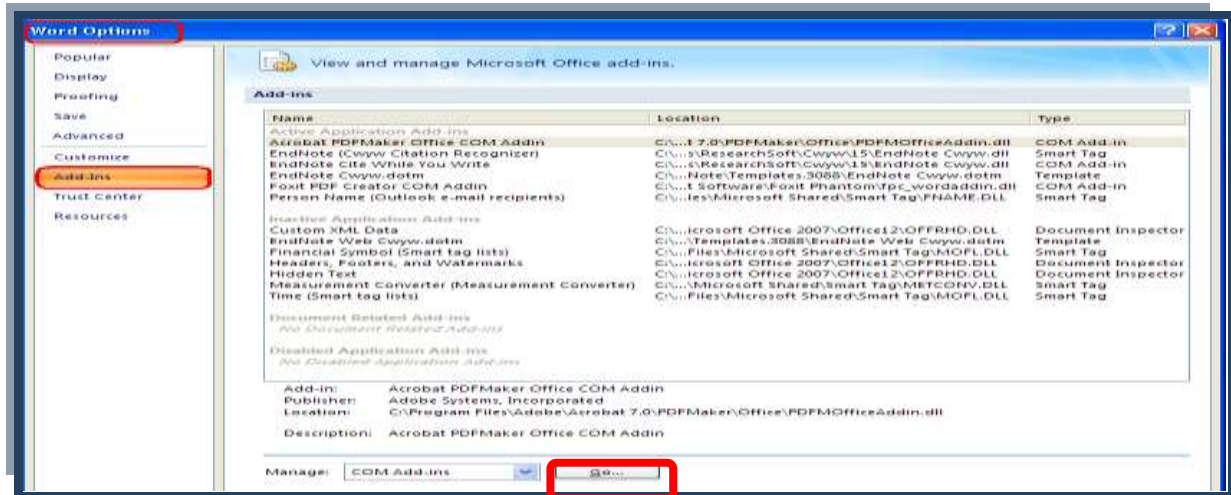 Word Options
Popular
Display
Proofing
Save
Advanced
Customize
Add-Ins
Trust Center
Resources
View and manage Microsoft Office add-ins.
Add-ins
Name Location Type
Active Application Add-ins
Acrobat PDFMaker Office COM Addin C:\...t 7.0\PDFMaker\Office\PDFMOfficeAddin.dll COM Add-in
EndNote (Cwyw Citation Recognizer) C:\...s\ResearchSoft\Cwyw\15\EndNote Cwyw.dll Smart Tag
EndNote Cite While You Write C:\...s\ResearchSoft\Cwyw\15\EndNote Cwyw.dll COM Add-in
EndNote Cwyw.dotm C:\...Note\Templates.3088\EndNote Cwyw.dotm Template
Foxit PDF Creator COM Addin C:\...t Software\Foxit Phantom\fpc_wordaddin.dll COM Add-in
Person Name (Outlook e-mail recipients) C:\...les\Microsoft Shared\Smart Tag\FNAME.DLL Smart Tag
Inactive Application Add-ins
Custom XML Data C:\...icrosoft Office 2007\Office12\OFFRHD.DLL Document Inspector
EndNote Web Cwyw.dotm C:\...\Templates.3088\EndNote Web Cwyw.dotm Template
Financial Symbol (Smart tag lists) C:\...Files\Microsoft Shared\Smart Tag\MOFL.DLL Smart Tag
Headers, Footers, and Watermarks C:\...icrosoft Office 2007\Office12\OFFRHD.DLL Document Inspector
Hidden Text C:\...icrosoft Office 2007\Office12\OFFRHD.DLL Document Inspector
Measurement Converter (Measurement Converter) C:\...\Microsoft Shared\Smart Tag\METCONV.DLL Smart Tag
Time (Smart tag lists) C:\...Files\Microsoft Shared\Smart Tag\MOFL.DLL Smart Tag
Document Related Add-ins
No Document Related Add-ins
Disabled Application Add-ins
No Disabled Application Add-ins
Add-in: Acrobat PDFMaker Office COM Addin
Publisher: Adobe Systems, Incorporated
Location: C:\Program Files\Adobe\Acrobat 7.0\PDFMaker\Office\PDFMOfficeAddin.dll
Description: Acrobat PDFMaker Office COM Addin
Manage: COM Add-ins Go...